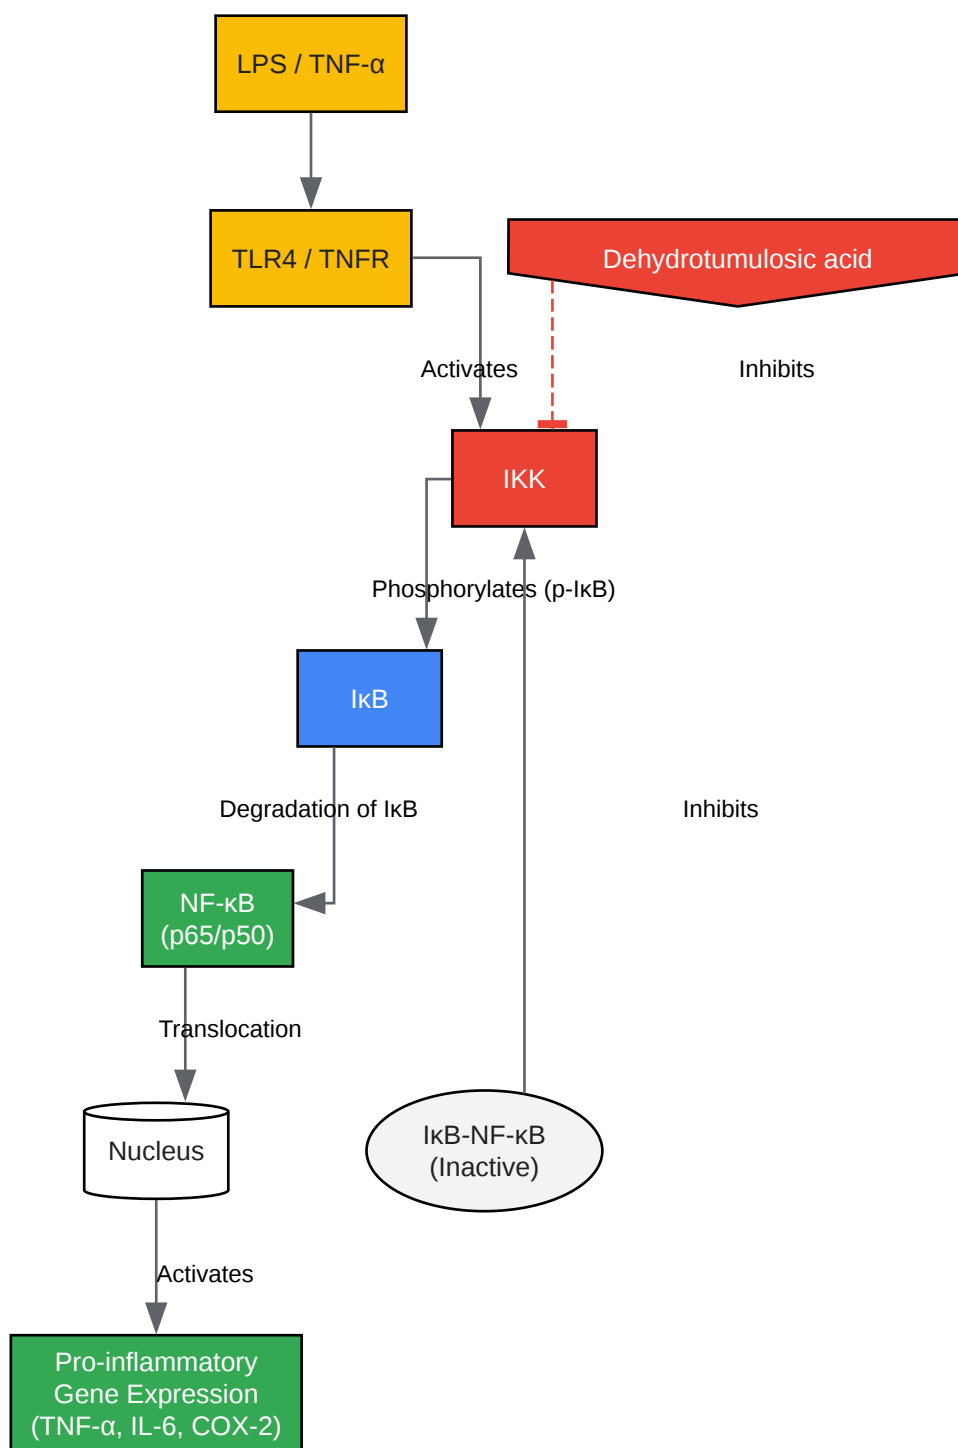 LPS / TNF-α
TLR4 / TNFR
Dehydrotumulosic acid
Activates
Inhibits
IKK
Phosphorylates (p-IκB)
IκB
Degradation of IκB
Inhibits
NF-κB
(p65/p50)
Translocation
Nucleus
IκB-NF-κB
(Inactive)
Activates
Pro-inflammatory
Gene Expression
(TNF-α, IL-6, COX-2)